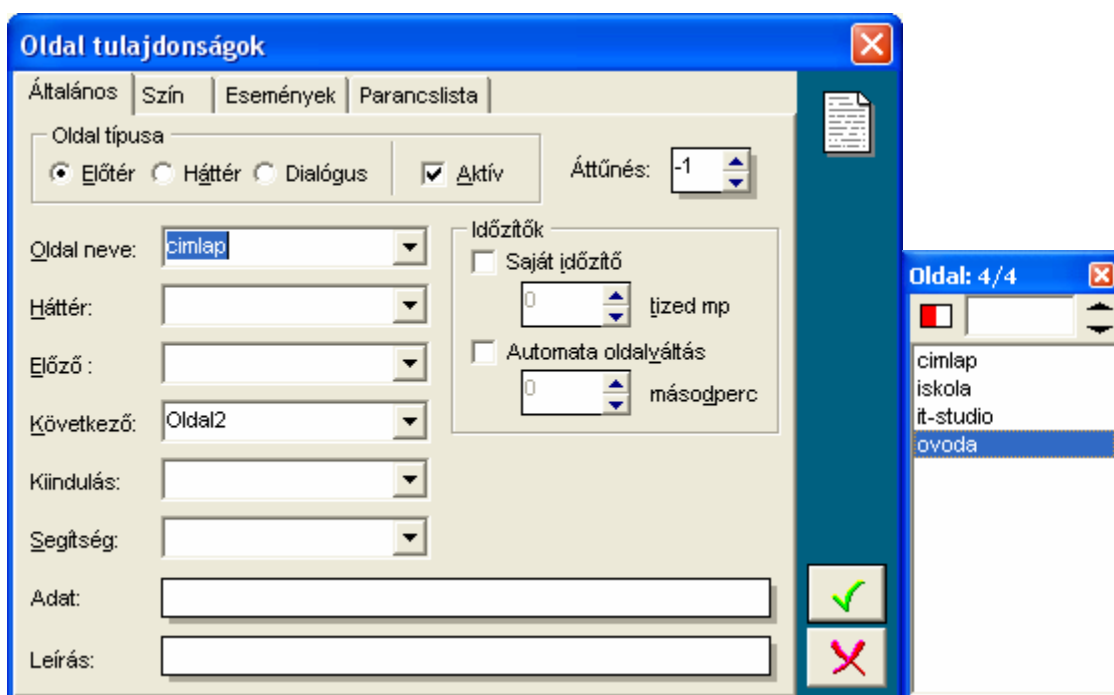 Oldal tulajdonságok
Általános Szín Események Parancslista
Oldal típusa
Előtér Háttér Dialógus Aktív Áttűnés: -1
Oldal neve: cimlap
Háttér:
Előző :
Következő: Oldal2
Kiindulás:
Segítség:
Adat:
Leírás:
Időzítők
Saját időzítő
0 tized mp
Automata oldalváltás
0 másodperc
Oldal: 4/4
cimlap
iskola
it-studio
ovoda